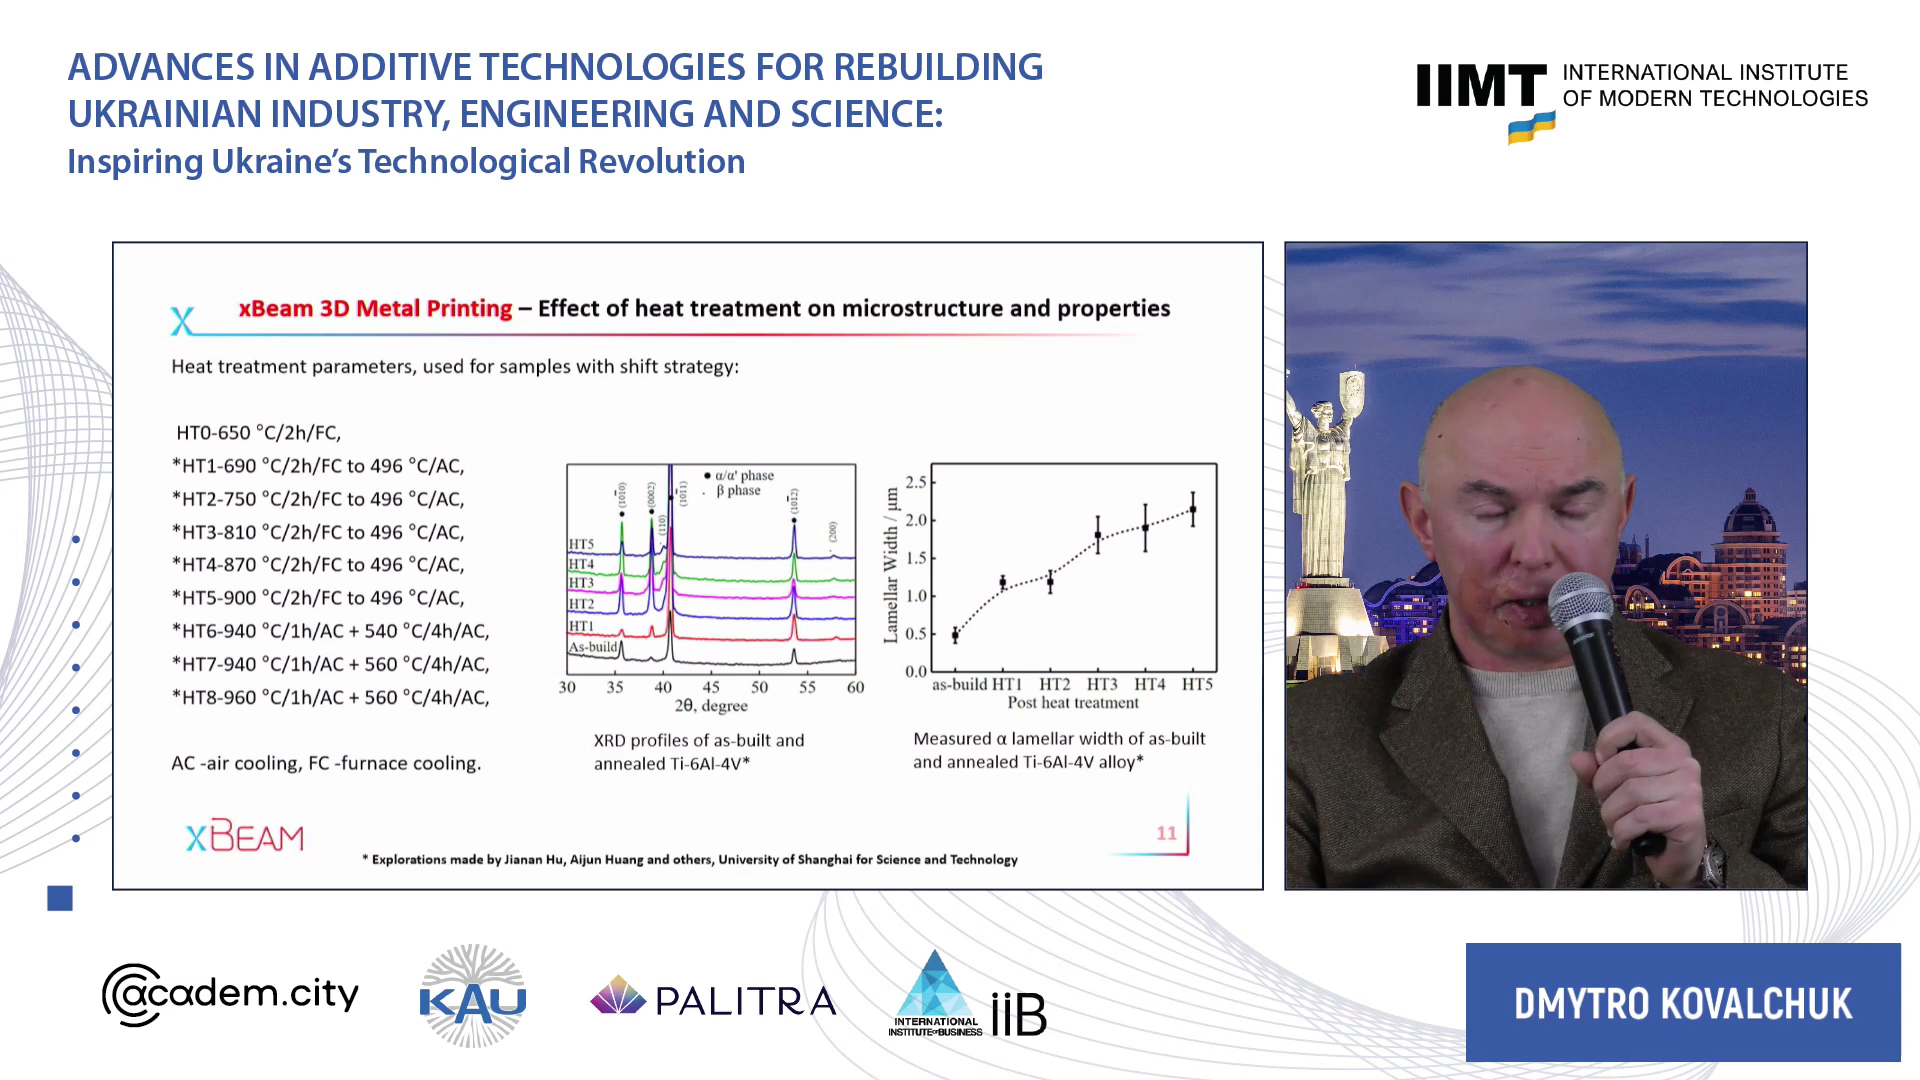 ADVANCES IN ADDITIVE TECHNOLOGIES FOR REBUILDING
UKRAINIAN INDUSTRY, ENGINEERING AND SCIENCE:
Inspiring Ukraine’s Technological Revolution
IIMT
INTERNATIONAL INSTITUTE
OF MODERN TECHNOLOGIES
X
xBeam 3D Metal Printing – Effect of heat treatment on microstructure and properties
Heat treatment parameters, used for samples with shift strategy:
HT0-650 °C/2h/FC,
*HT1-690 °C/2h/FC to 496 °C/AC,
*HT2-750 °C/2h/FC to 496 °C/AC,
*HT3-810 °C/2h/FC to 496 °C/AC,
*HT4-870 °C/2h/FC to 496 °C/AC,
*HT5-900 °C/2h/FC to 496 °C/AC,
*HT6-940 °C/1h/AC + 540 °C/4h/AC,
*HT7-940 °C/1h/AC + 560 °C/4h/AC,
*HT8-960 °C/1h/AC + 560 °C/4h/AC,
AC -air cooling, FC -furnace cooling.
α/α' phase
β phase
(1̄010)
(0002)
(110)
(1̄011)
(1̄012)
(200)
HT5
HT4
HT3
HT2
HT1
As-build
30 35 40 45 50 55 60
2θ, degree
XRD profiles of as-built and
annealed Ti-6Al-4V*
Lamellar Width / μm
2.5
2.0
1.5
1.0
0.5
0.0
as-build HT1 HT2 HT3 HT4 HT5
Post heat treatment
Measured α lamellar width of as-built
and annealed Ti-6Al-4V alloy*
xBEAM
11
* Explorations made by Jianan Hu, Aijun Huang and others, University of Shanghai for Science and Technology
@cadem.city
KAU
PALITRA
INTERNATIONAL
INSTITUTE OF BUSINESS
iiB
DMYTRO KOVALCHUK